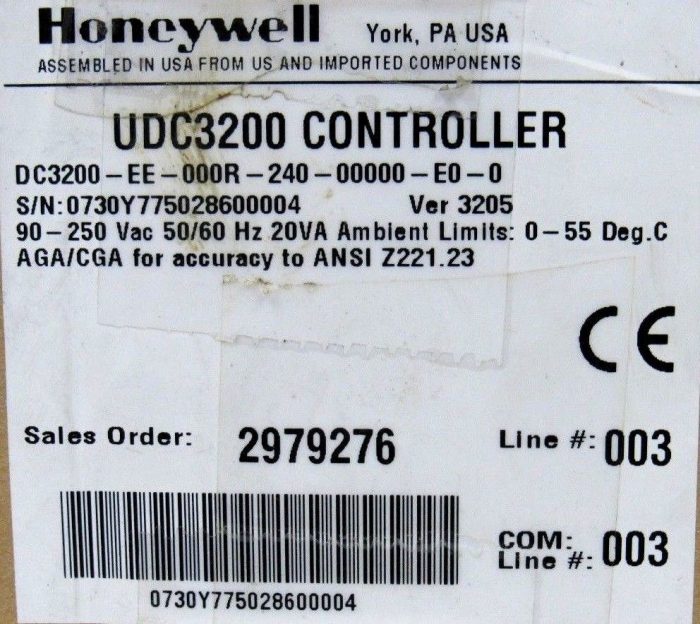 Honeywell York, PA USA
ASSEMBLED IN USA FROM US AND IMPORTED COMPONENTS
UDC3200 CONTROLLER
DC3200-EE-000R-240-00000-E0-0
S/N:0730Y775028600004 Ver 3205
90-250 Vac 50/60 Hz 20VA Ambient Limits: 0-55 Deg.C
AGA/CGA for accuracy to ANSI Z221.23
CE
Sales Order: 2979276 Line #: 003
COM:
Line #: 003
0730Y775028600004